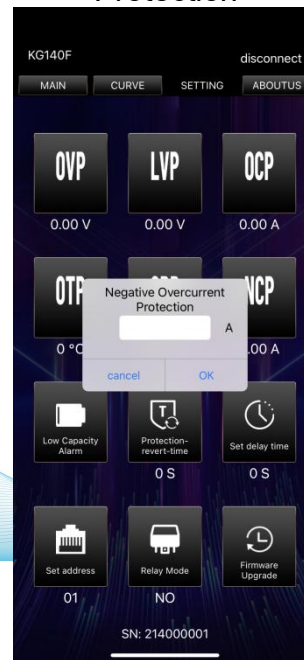 Protection
KG140F
disconnect
MAIN CURVE SETTING ABOUTUS
OVP LVP OCP
0.00 V 0.00 V 0.00 A
OTP NCP
Negative Overcurrent
Protection
A
cancel OK
0 °C .00 A
Low Capacity
Alarm
Protection-
revert-time
Set delay time
0 S 0 S
Set address
Relay Mode
Firmware
Upgrade
01 NO
SN: 214000001